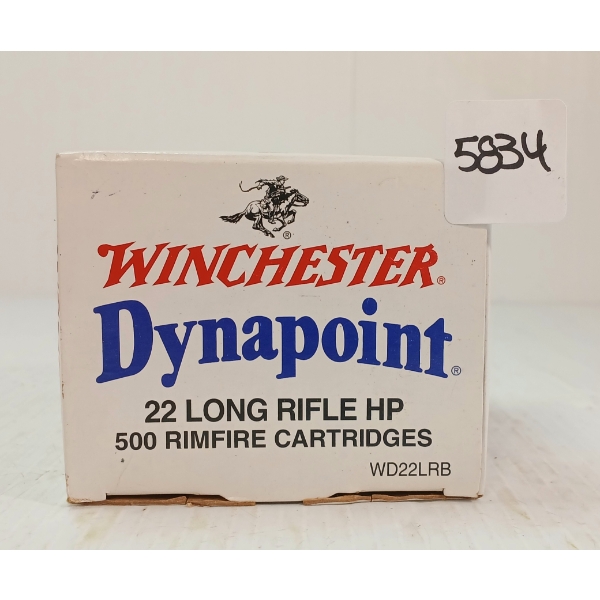 5834
WINCHESTER®
Dynapoint®
22 LONG RIFLE HP
500 RIMFIRE CARTRIDGES
WD22LRB